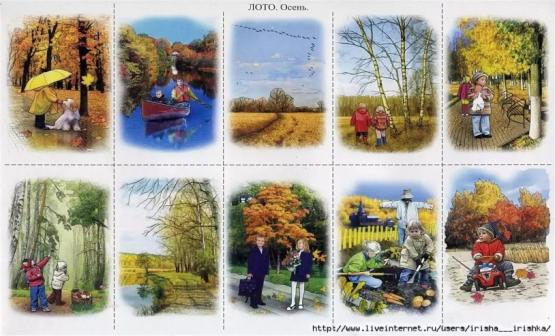 ЛОТО. Осень.
http://www.liveinternet.ru/users/irisha___irishka/